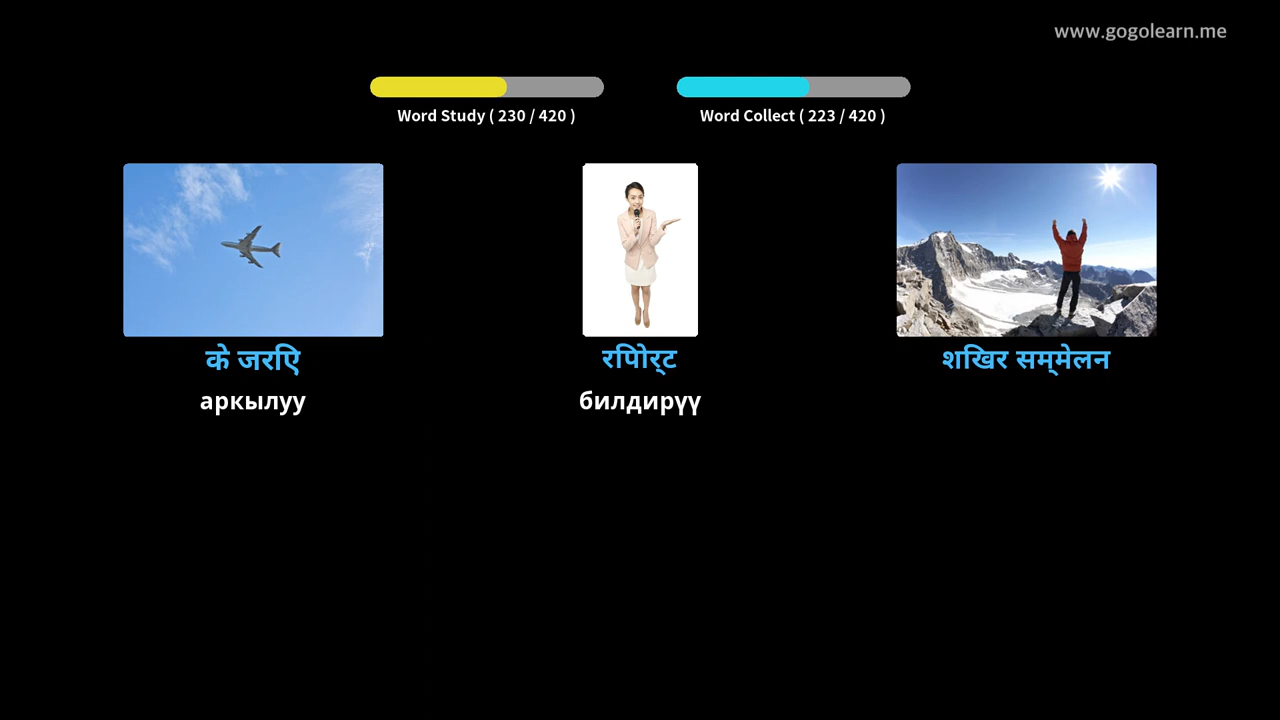 www.gogolearn.me
Word Study ( 230 / 420 )
Word Collect ( 223 / 420 )
के जरिए
रिपोर्ट
शिखर सम्मेलन
аркылуу
билдирүү